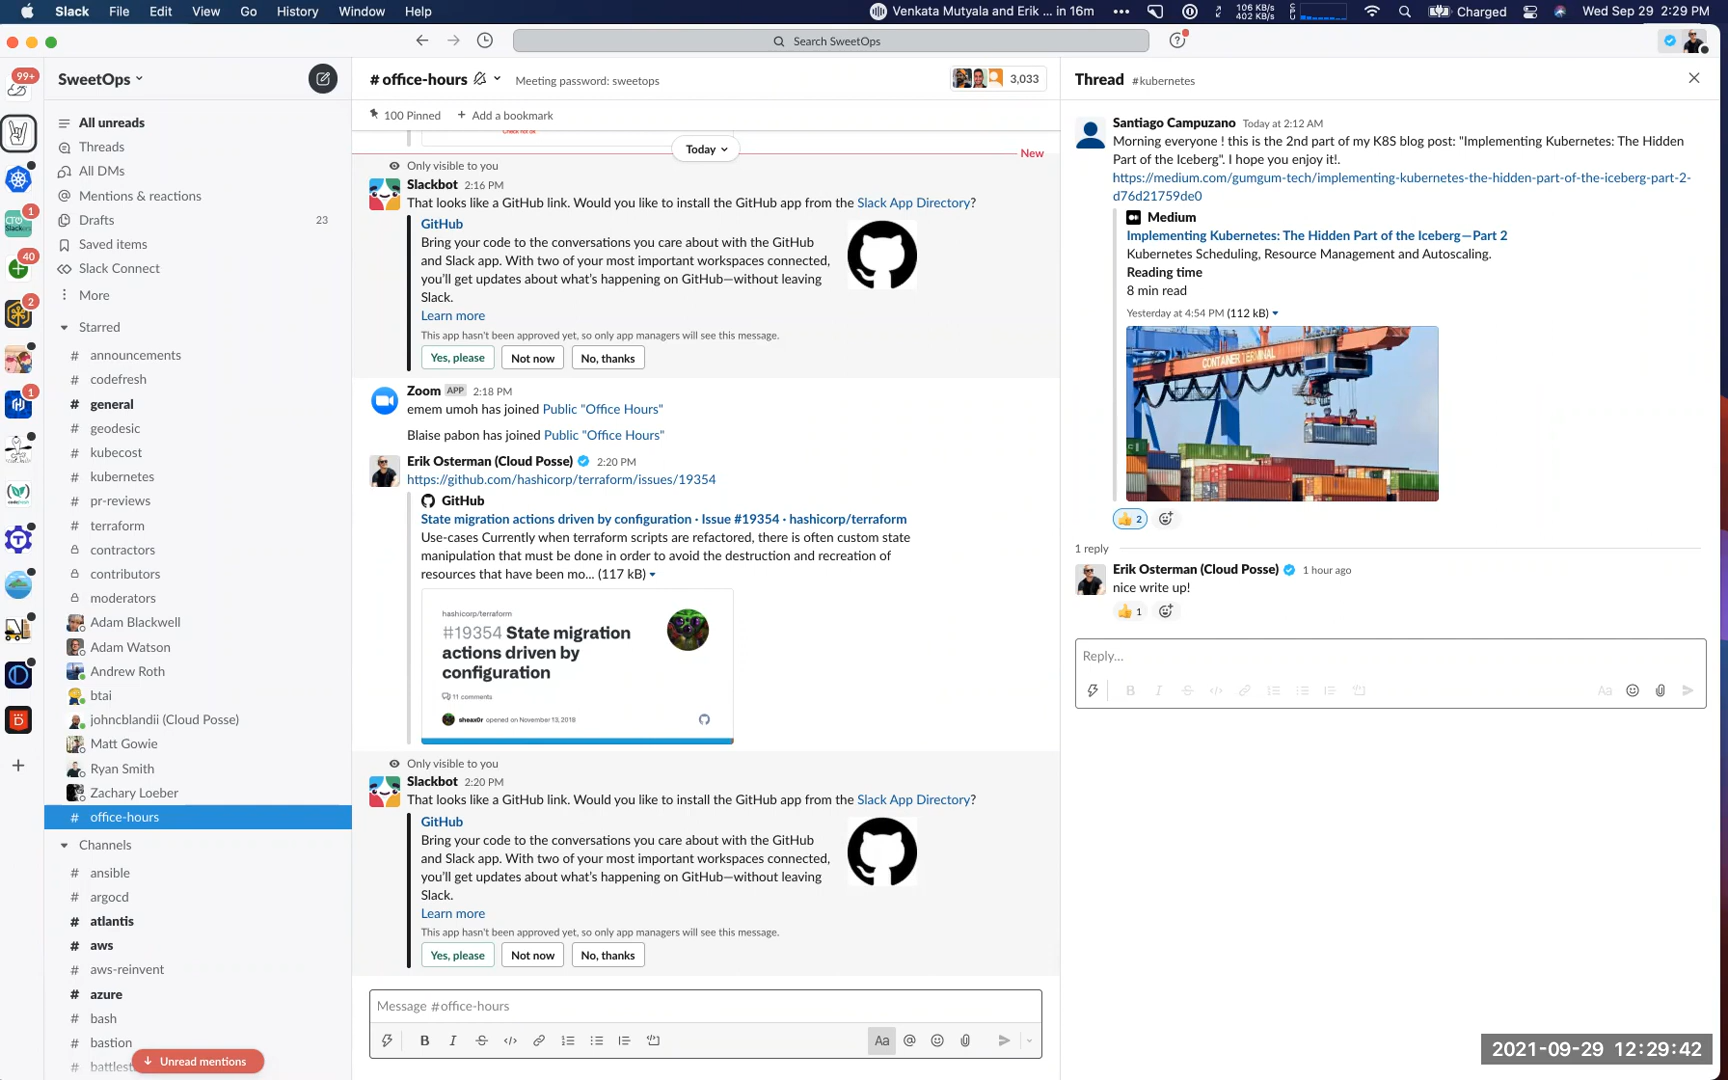 Slack File Edit View Go History Window Help
Venkata Mutyala and Erik ... in 16m
106 KB/s
402 KB/s
Charged
Wed Sep 29 2:29 PM
Search SweetOps
99+
1
40
2
1
SweetOps
All unreads
Threads
All DMs
Mentions & reactions
Drafts 23
Saved items
Slack Connect
More
Starred
# announcements
# codefresh
# general
# geodesic
# kubecost
# kubernetes
# pr-reviews
# terraform
contractors
contributors
moderators
Adam Blackwell
Adam Watson
Andrew Roth
btai
johncblandii (Cloud Posse)
Matt Gowie
Ryan Smith
Zachary Loeber
# office-hours
Channels
# ansible
# argocd
# atlantis
# aws
# aws-reinvent
# azure
# bash
# bastion
# battlest
Unread mentions
# office-hours
Meeting password: sweetops
3,033
100 Pinned
+ Add a bookmark
Today
New
Only visible to you
Slackbot 2:16 PM
That looks like a GitHub link. Would you like to install the GitHub app from the Slack App Directory?
GitHub
Bring your code to the conversations you care about with the GitHub
and Slack app. With two of your most important workspaces connected,
you'll get updates about what's happening on GitHub—without leaving
Slack.
Learn more
This app hasn't been approved yet, so only app managers will see this message.
Yes, please
Not now
No, thanks
Zoom APP 2:18 PM
emem umoh has joined Public "Office Hours"
Blaise pabon has joined Public "Office Hours"
Erik Osterman (Cloud Posse) 2:20 PM
https://github.com/hashicorp/terraform/issues/19354
GitHub
State migration actions driven by configuration · Issue #19354 · hashicorp/terraform
Use-cases Currently when terraform scripts are refactored, there is often custom state
manipulation that must be done in order to avoid the destruction and recreation of
resources that have been mo... (117 kB)
hashicorp/terraform
#19354 State migration
actions driven by
configuration
11 comments
sheax0r opened on November 13, 2018
Only visible to you
Slackbot 2:20 PM
That looks like a GitHub link. Would you like to install the GitHub app from the Slack App Directory?
GitHub
Bring your code to the conversations you care about with the GitHub
and Slack app. With two of your most important workspaces connected,
you'll get updates about what's happening on GitHub—without leaving
Slack.
Learn more
This app hasn't been approved yet, so only app managers will see this message.
Yes, please
Not now
No, thanks
Message #office-hours
Aa
Thread #kubernetes
Santiago Campuzano Today at 2:12 AM
Morning everyone ! this is the 2nd part of my K8S blog post: "Implementing Kubernetes: The Hidden
Part of the Iceberg". I hope you enjoy it!.
https://medium.com/gumgum-tech/implementing-kubernetes-the-hidden-part-of-the-iceberg-part-2-
d76d21759de0
Medium
Implementing Kubernetes: The Hidden Part of the Iceberg—Part 2
Kubernetes Scheduling, Resource Management and Autoscaling.
Reading time
8 min read
Yesterday at 4:54 PM (112 kB)
CONTAINER TERMINAL
2
1 reply
Erik Osterman (Cloud Posse) 1 hour ago
nice write up!
1
Reply...
Aa
2021-09-29 12:29:42